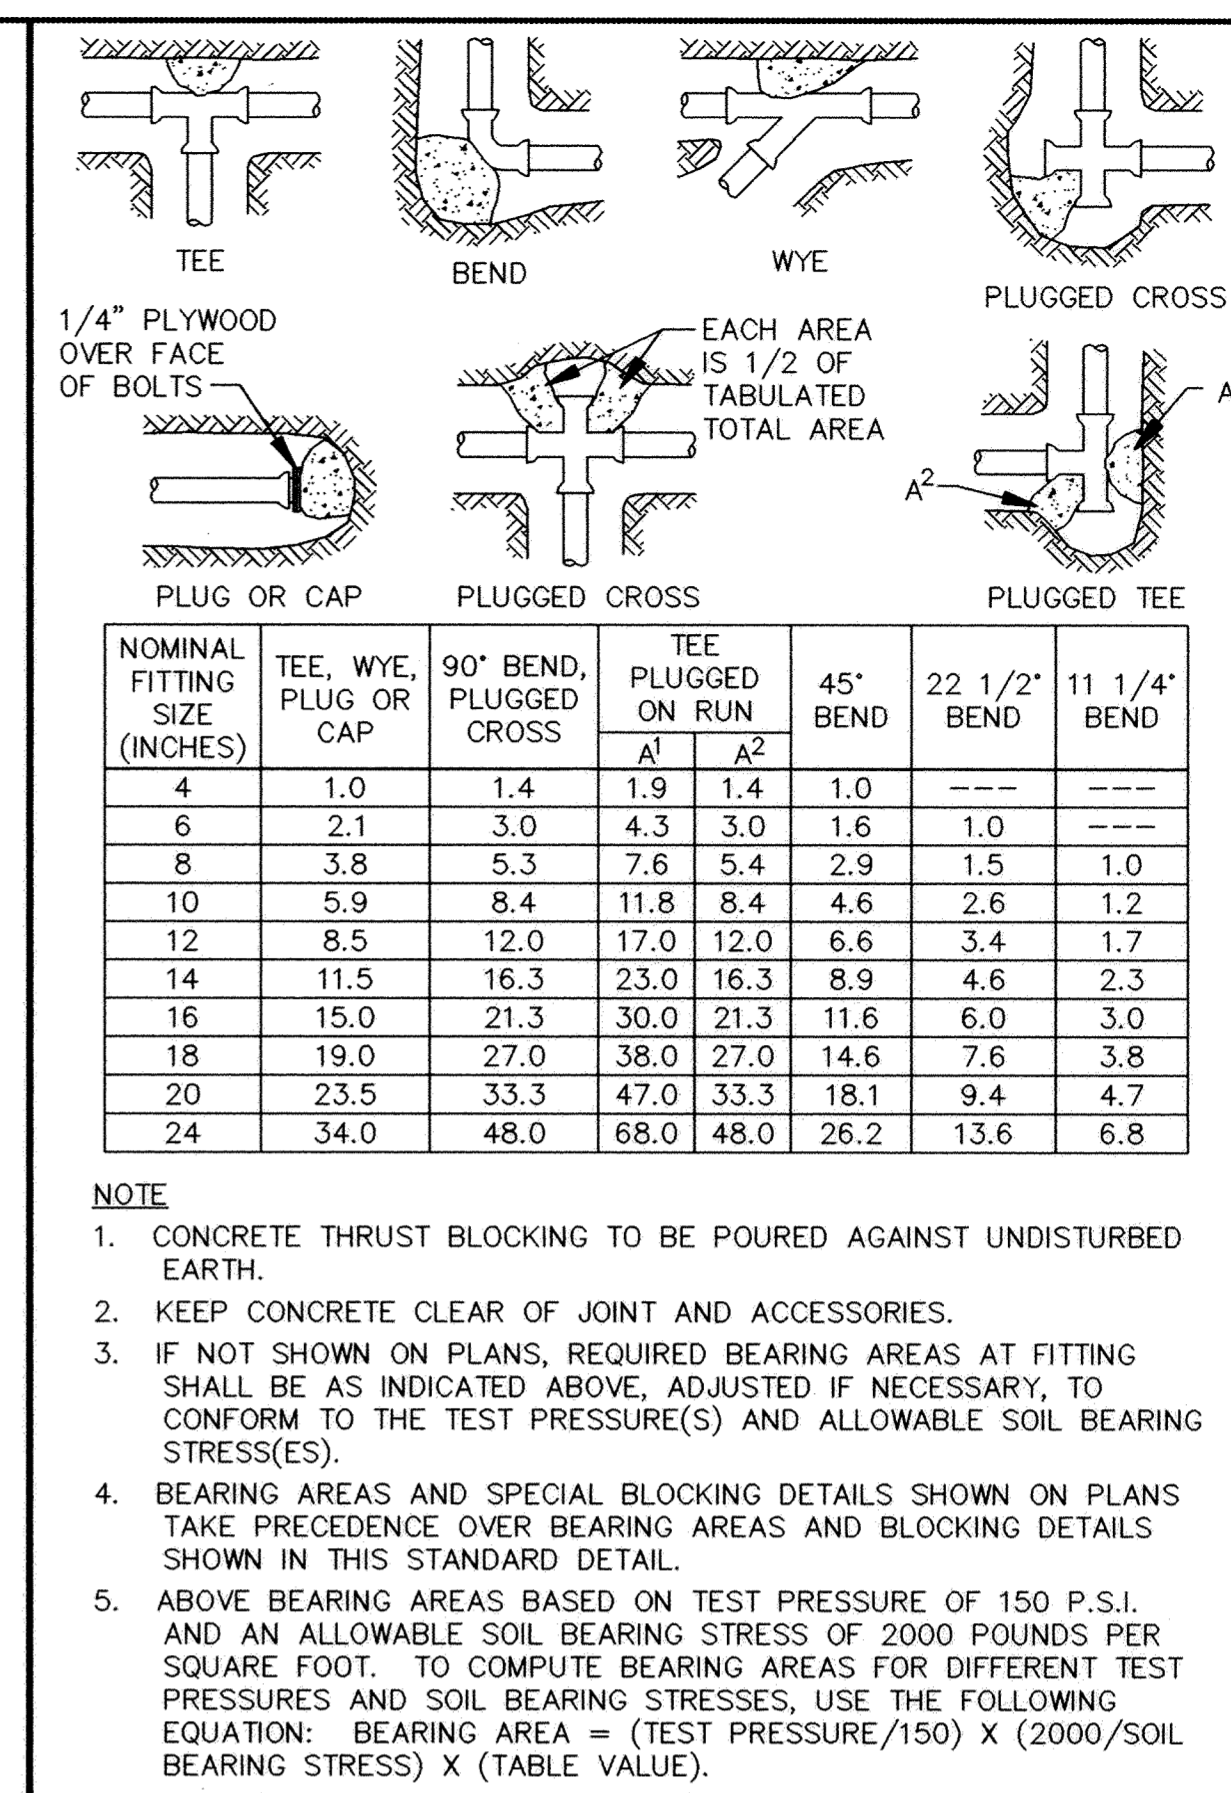 TEE
BEND
WYE
PLUGGED CROSS
1/4" PLYWOOD
OVER FACE
OF BOLTS
EACH AREA
IS 1/2 OF
TABULATED
TOTAL AREA
A
A2
PLUG OR CAP
PLUGGED CROSS
PLUGGED TEE
NOMINAL FITTING SIZE (INCHES) TEE, WYE, PLUG OR CAP 90° BEND, PLUGGED CROSS TEE PLUGGED ON RUN 45° BEND 22 1/2° BEND 11 1/4° BEND
A1 A2
4 1.0 1.4 1.9 1.4 1.0 --- ---
6 2.1 3.0 4.3 3.0 1.6 1.0 ---
8 3.8 5.3 7.6 5.4 2.9 1.5 1.0
10 5.9 8.4 11.8 8.4 4.6 2.6 1.2
12 8.5 12.0 17.0 12.0 6.6 3.4 1.7
14 11.5 16.3 23.0 16.3 8.9 4.6 2.3
16 15.0 21.3 30.0 21.3 11.6 6.0 3.0
18 19.0 27.0 38.0 27.0 14.6 7.6 3.8
20 23.5 33.3 47.0 33.3 18.1 9.4 4.7
24 34.0 48.0 68.0 48.0 26.2 13.6 6.8
NOTE
1. CONCRETE THRUST BLOCKING TO BE POURED AGAINST UNDISTURBED
EARTH.
2. KEEP CONCRETE CLEAR OF JOINT AND ACCESSORIES.
3. IF NOT SHOWN ON PLANS, REQUIRED BEARING AREAS AT FITTING
SHALL BE AS INDICATED ABOVE, ADJUSTED IF NECESSARY, TO
CONFORM TO THE TEST PRESSURE(S) AND ALLOWABLE SOIL BEARING
STRESS(ES).
4. BEARING AREAS AND SPECIAL BLOCKING DETAILS SHOWN ON PLANS
TAKE PRECEDENCE OVER BEARING AREAS AND BLOCKING DETAILS
SHOWN IN THIS STANDARD DETAIL.
5. ABOVE BEARING AREAS BASED ON TEST PRESSURE OF 150 P.S.I.
AND AN ALLOWABLE SOIL BEARING STRESS OF 2000 POUNDS PER
SQUARE FOOT. TO COMPUTE BEARING AREAS FOR DIFFERENT TEST
PRESSURES AND SOIL BEARING STRESSES, USE THE FOLLOWING
EQUATION: BEARING AREA = (TEST PRESSURE/150) X (2000/SOIL
BEARING STRESS) X (TABLE VALUE).